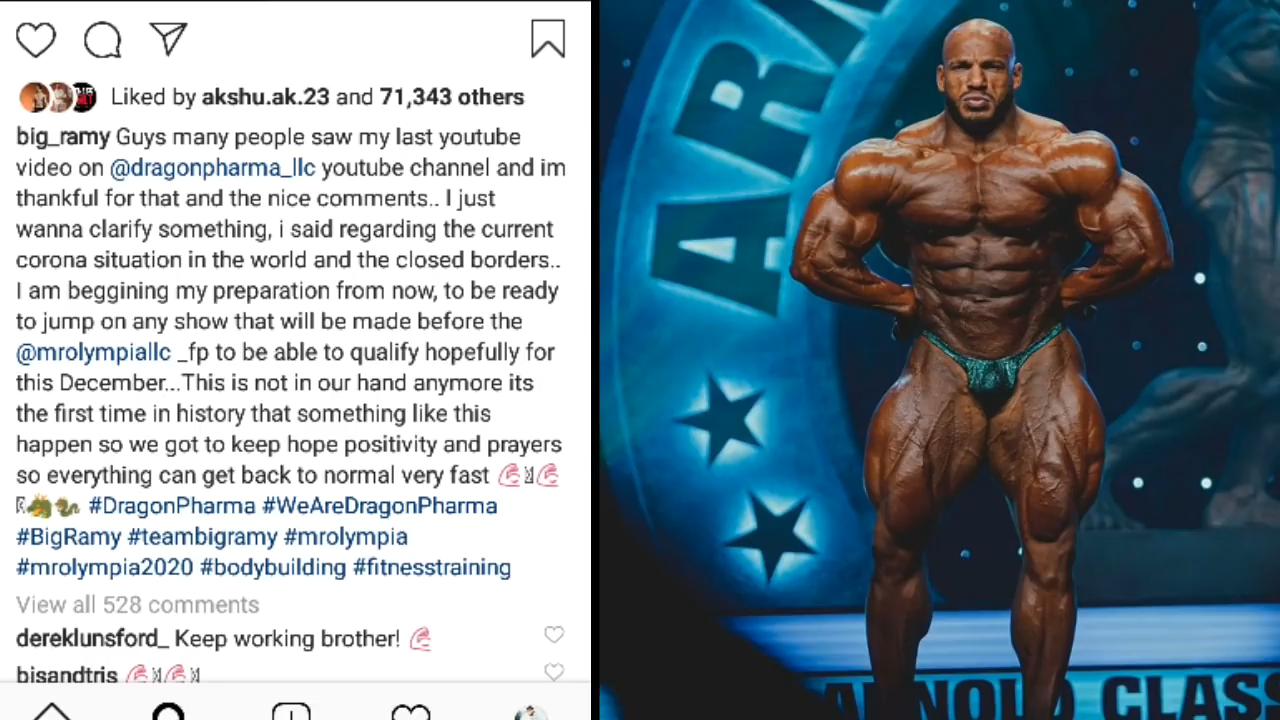 Liked by akshu.ak.23 and 71,343 others
big_ramy Guys many people saw my last youtube
video on @dragonpharma_llc youtube channel and im
thankful for that and the nice comments.. I just
wanna clarify something, i said regarding the current
corona situation in the world and the closed borders..
I am beggining my preparation from now, to be ready
to jump on any show that will be made before the
@mrolympiallc _fp to be able to qualify hopefully for
this December...This is not in our hand anymore its
the first time in history that something like this
happen so we got to keep hope positivity and prayers
so everything can get back to normal very fast 💪💪
🐲🐉 #DragonPharma #WeAreDragonPharma
#BigRamy #teambigramy #mrolympia
#mrolympia2020 #bodybuilding #fitnesstraining
View all 528 comments
dereklunsford_ Keep working brother! 💪
bisandtris 💪💪
AR
ARNOLD CLASS